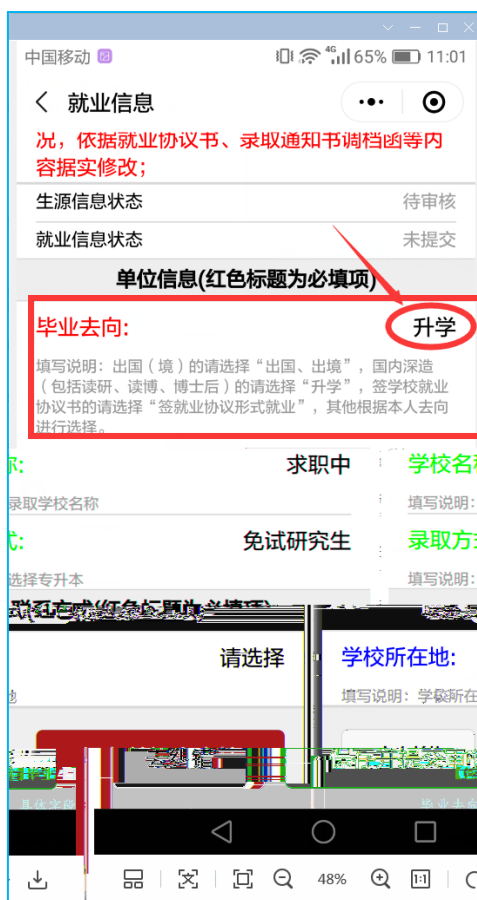 中国移动 4G 65% 11:01
就业信息
况，依据就业协议书、录取通知书调档函等内
容据实修改；
生源信息状态 待审核
就业信息状态 未提交
单位信息(红色标题为必填项)
毕业去向: 升学
填写说明：出国（境）的请选择“出国、出境”，国内深造
（包括读研、读博、博士后）的请选择“升学”，签学校就业
协议书的请选择“签就业协议形式就业”，其他根据本人去向
进行选择。
求职中 学校名
录取学校名称 填写说明:
免试研究生 录取方
选择专升本 填写说明:
请选择 学校所在地:
填写说明：学校所在
48% 1:1